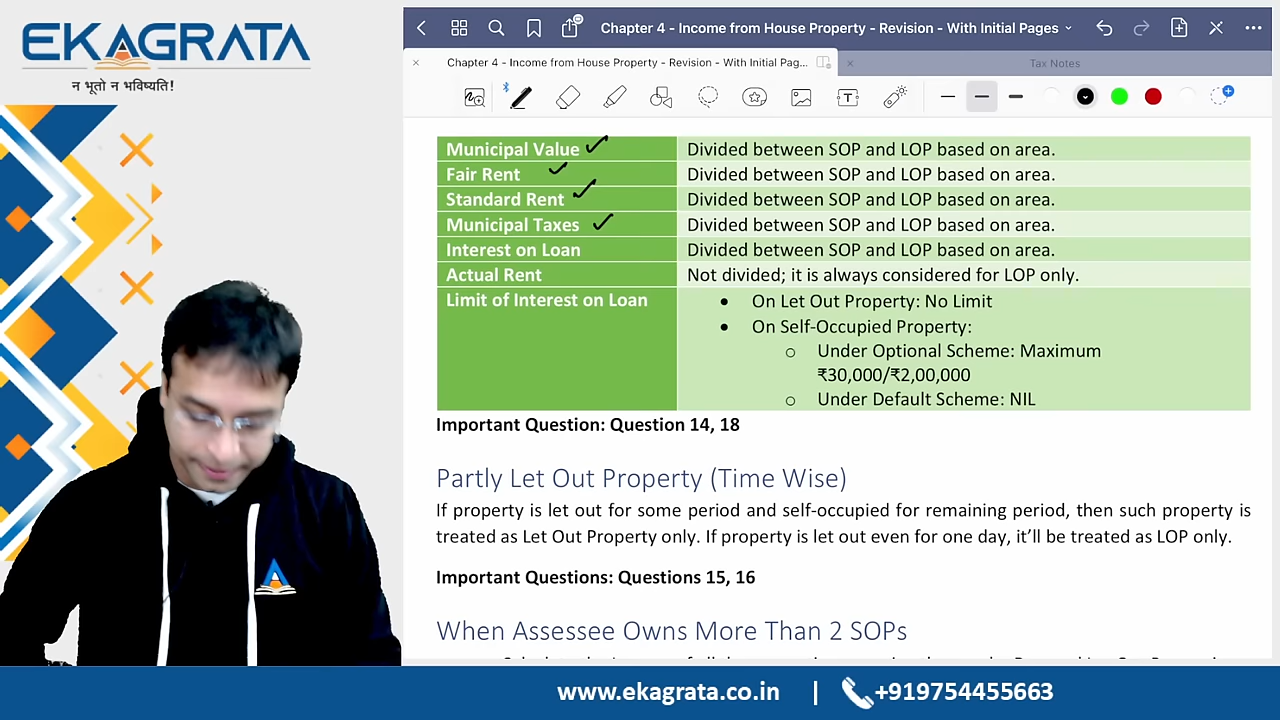 EKAGRATA
न भूतो न भविष्यति!
Chapter 4 - Income from House Property - Revision - With Initial Pages
Chapter 4 - Income from House Property - Revision - With Initial Pag...
Tax Notes
Municipal Value Divided between SOP and LOP based on area.
Fair Rent Divided between SOP and LOP based on area.
Standard Rent Divided between SOP and LOP based on area.
Municipal Taxes Divided between SOP and LOP based on area.
Interest on Loan Divided between SOP and LOP based on area.
Actual Rent Not divided; it is always considered for LOP only.
Limit of Interest on Loan • On Let Out Property: No Limit
• On Self-Occupied Property:
o Under Optional Scheme: Maximum
₹30,000/₹2,00,000
o Under Default Scheme: NIL
Important Question: Question 14, 18
Partly Let Out Property (Time Wise)
If property is let out for some period and self-occupied for remaining period, then such property is
treated as Let Out Property only. If property is let out even for one day, it'll be treated as LOP only.
Important Questions: Questions 15, 16
When Assessee Owns More Than 2 SOPs
www.ekagrata.co.in | +919754455663